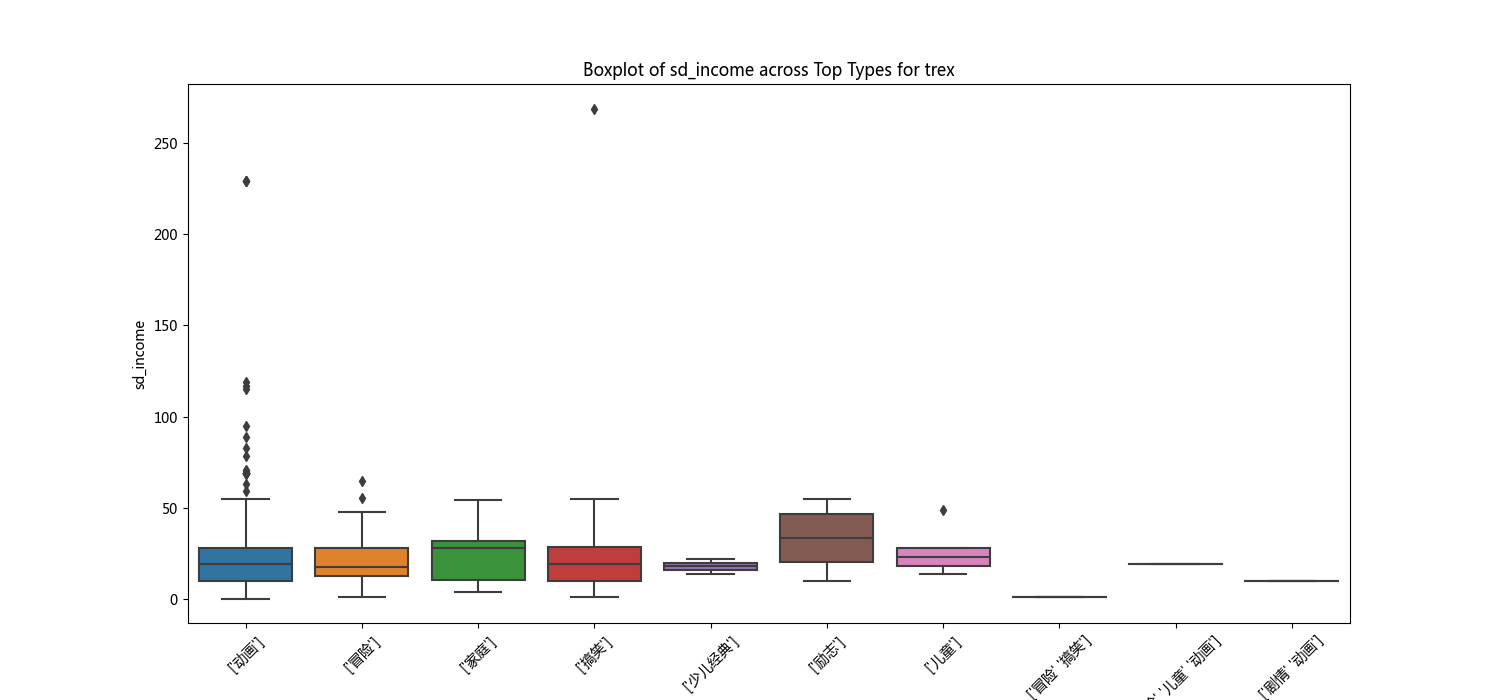 Boxplot of sd_income across Top Types for trex
sd_income
250
200
150
100
50
0
['动画']
['冒险']
['家庭']
['搞笑']
['少儿经典']
['励志']
['儿童']
['冒险' '搞笑']
'儿童' '动画']
['剧情' '动画']